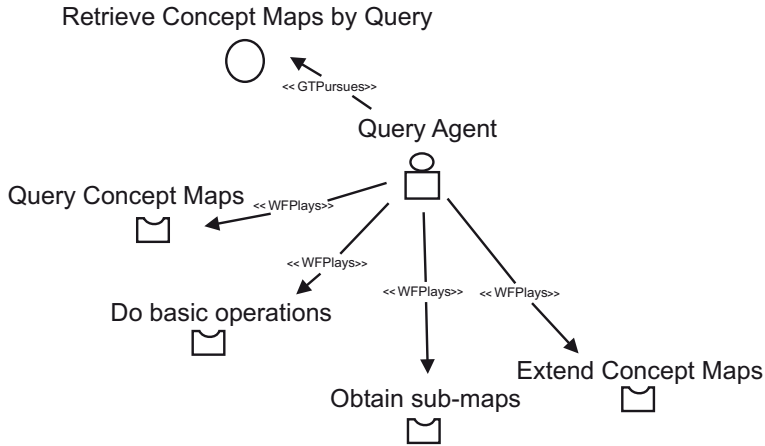 Retrieve Concept Maps by Query
<<GTPursues>>
Query Agent
Query Concept Maps
<<WFPlays>>
<<WFPlays>>
<<WFPlays>>
<<WFPlays>>
Do basic operations
Extend Concept Maps
Obtain sub-maps